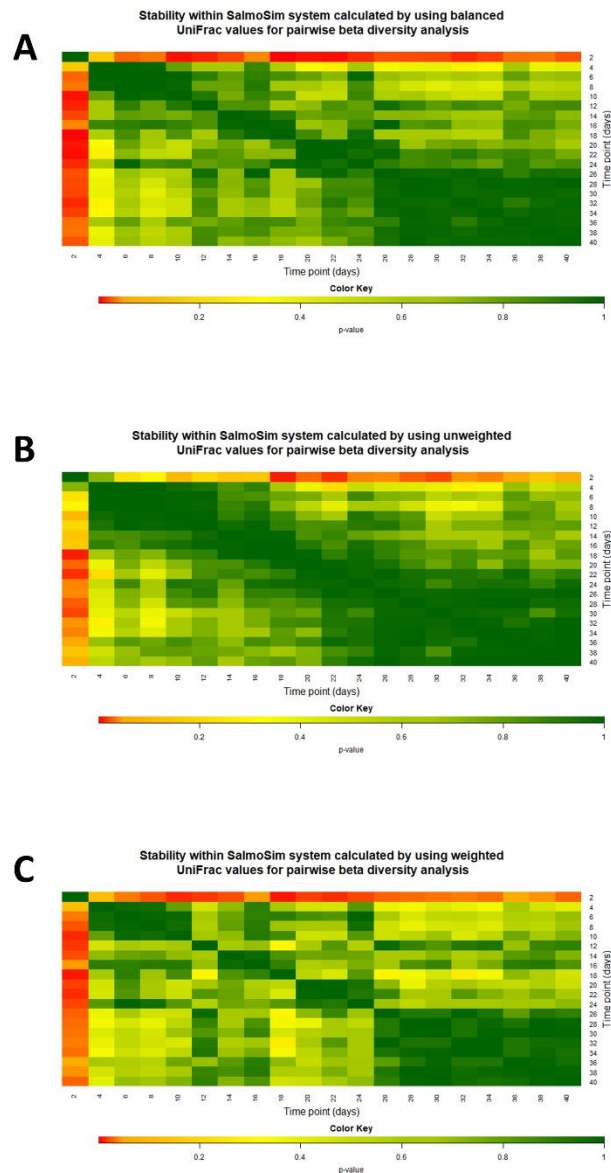 A
Stability within SalmoSim system calculated by using balanced
UniFrac values for pairwise beta diversity analysis
2
4
6
8
10
12
14
16
18
20
22
24
26
28
30
32
34
36
38
40
Time point (days)
2 4 6 8 10 12 14 16 18 20 22 24 26 28 30 32 34 36 38 40
Time point (days)
Color Key
0.2 0.4 0.6 0.8 1
p-value
B
Stability within SalmoSim system calculated by using unweighted
UniFrac values for pairwise beta diversity analysis
2
4
6
8
10
12
14
16
18
20
22
24
26
28
30
32
34
36
38
40
Time point (days)
2 4 6 8 10 12 14 16 18 20 22 24 26 28 30 32 34 36 38 40
Time point (days)
Color Key
0.2 0.4 0.6 0.8 1
p-value
C
Stability within SalmoSim system calculated by using weighted
UniFrac values for pairwise beta diversity analysis
2
4
6
8
10
12
14
16
18
20
22
24
26
28
30
32
34
36
38
40
Time point (days)
2 4 6 8 10 12 14 16 18 20 22 24 26 28 30 32 34 36 38 40
Time point (days)
Color Key
0.2 0.4 0.6 0.8 1
p-value